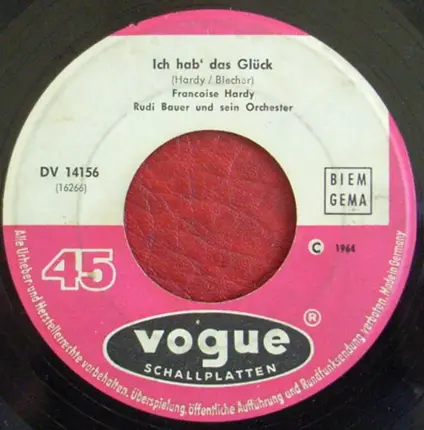 Ich hab' das Glück
(Hardy / Blecher)
Francoise Hardy
Rudi Bauer und sein Orchester
DV 14156
(16266)
BIEM
GEMA
C 1964
45
vogue ®
SCHALLPLATTEN
Alle Urheber-und Herstellerrechte vorbehalten. Überspielung, öffentliche Aufführung und Rundfunksendung verboten. Made in Germany